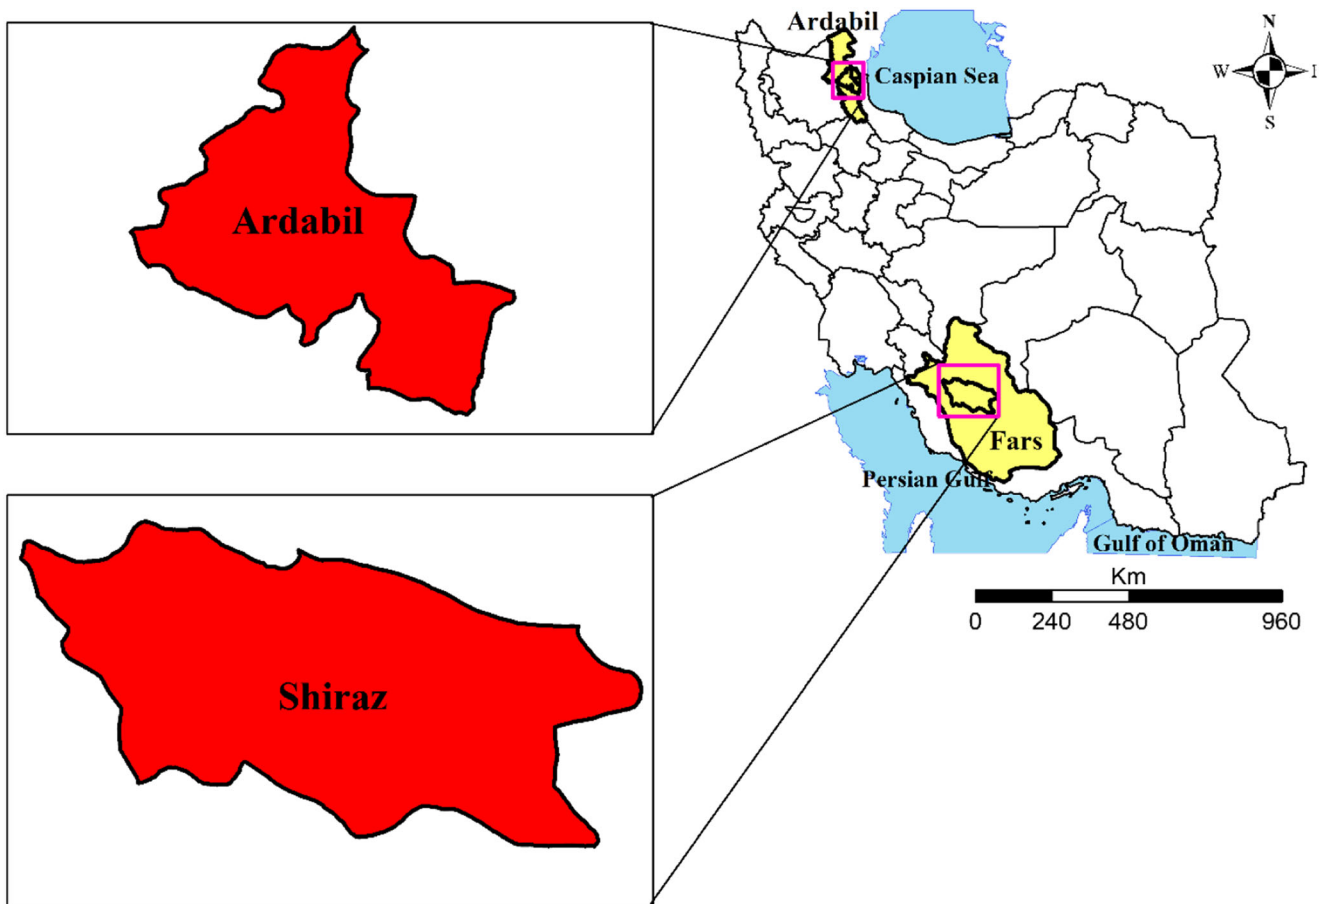 Ardabil
N
Caspian Sea
W
S
Ardabil
Fars
Persian Gulf
Gulf of Oman
Km
0 240 480 960
Shiraz